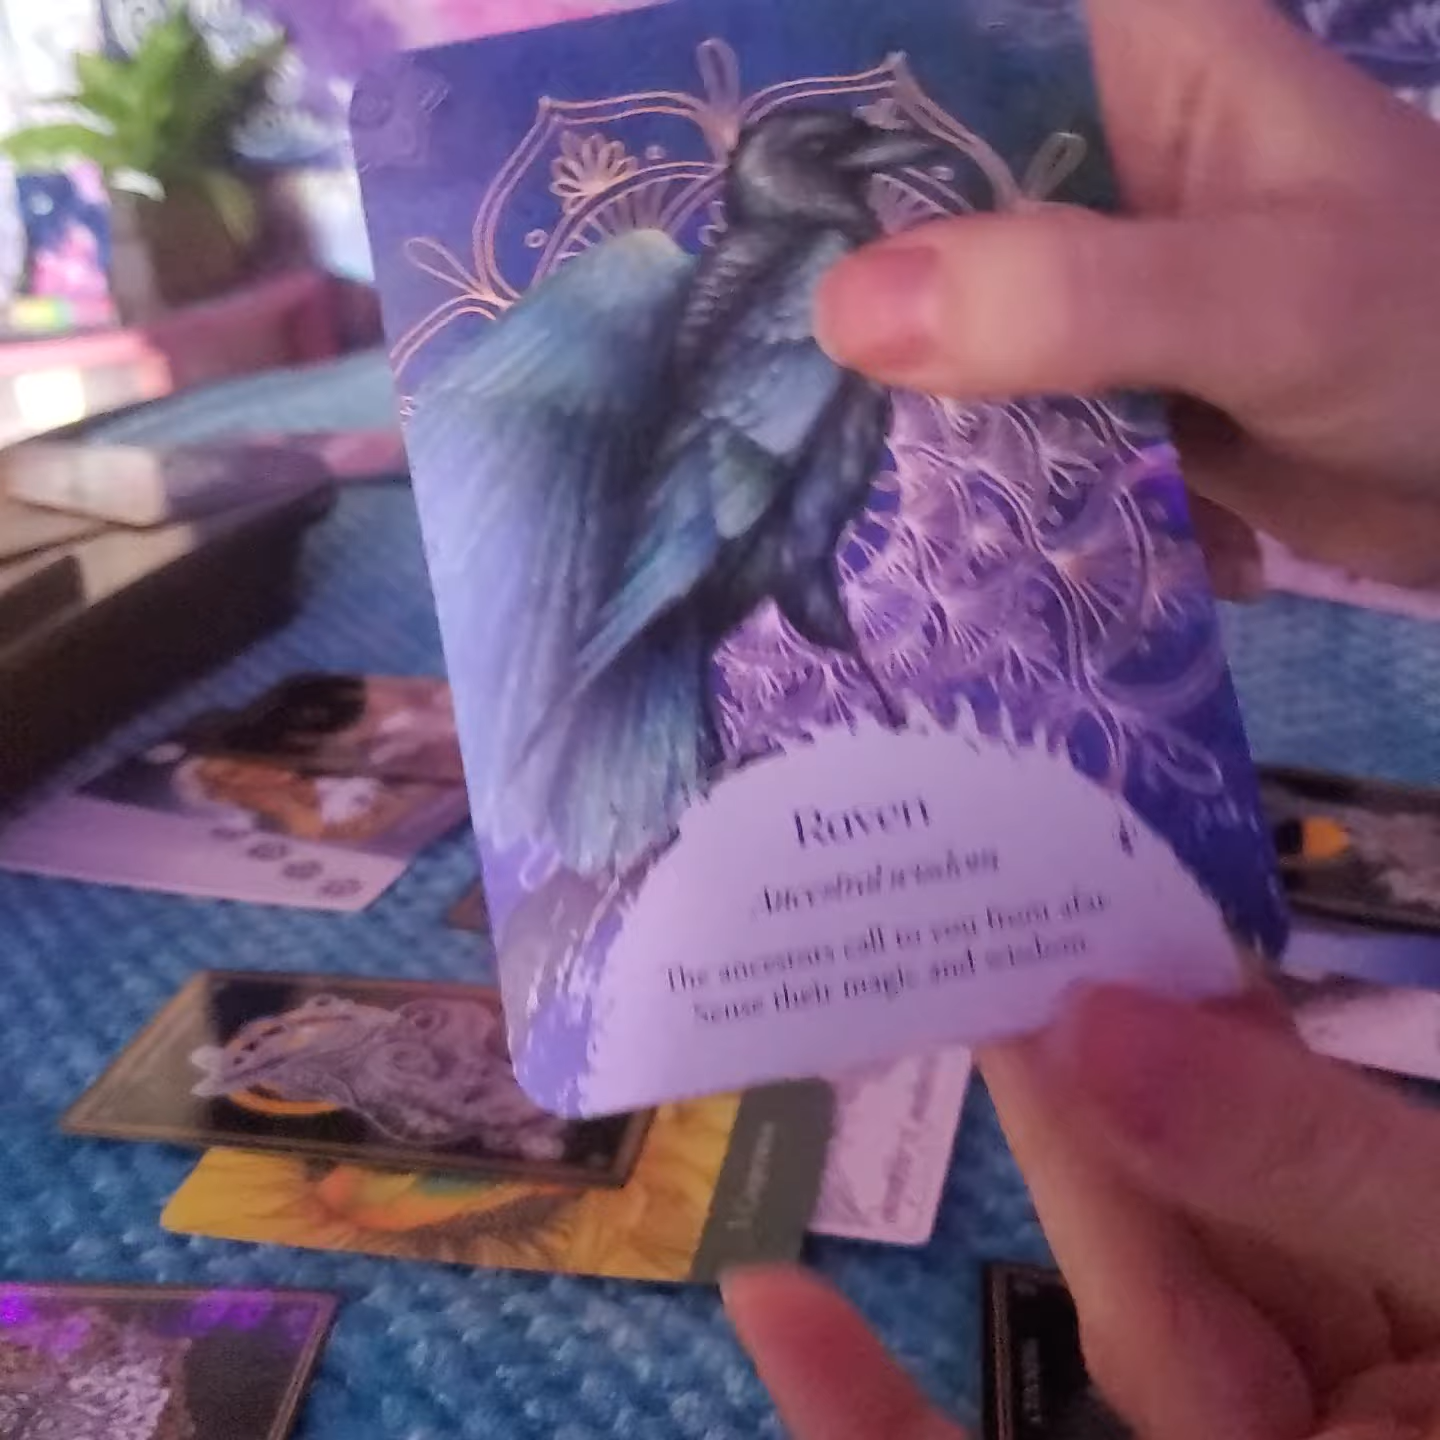 Raven
Ancestral wisdom
The ancestors call to you from afar.
Sense their magic and wisdom.